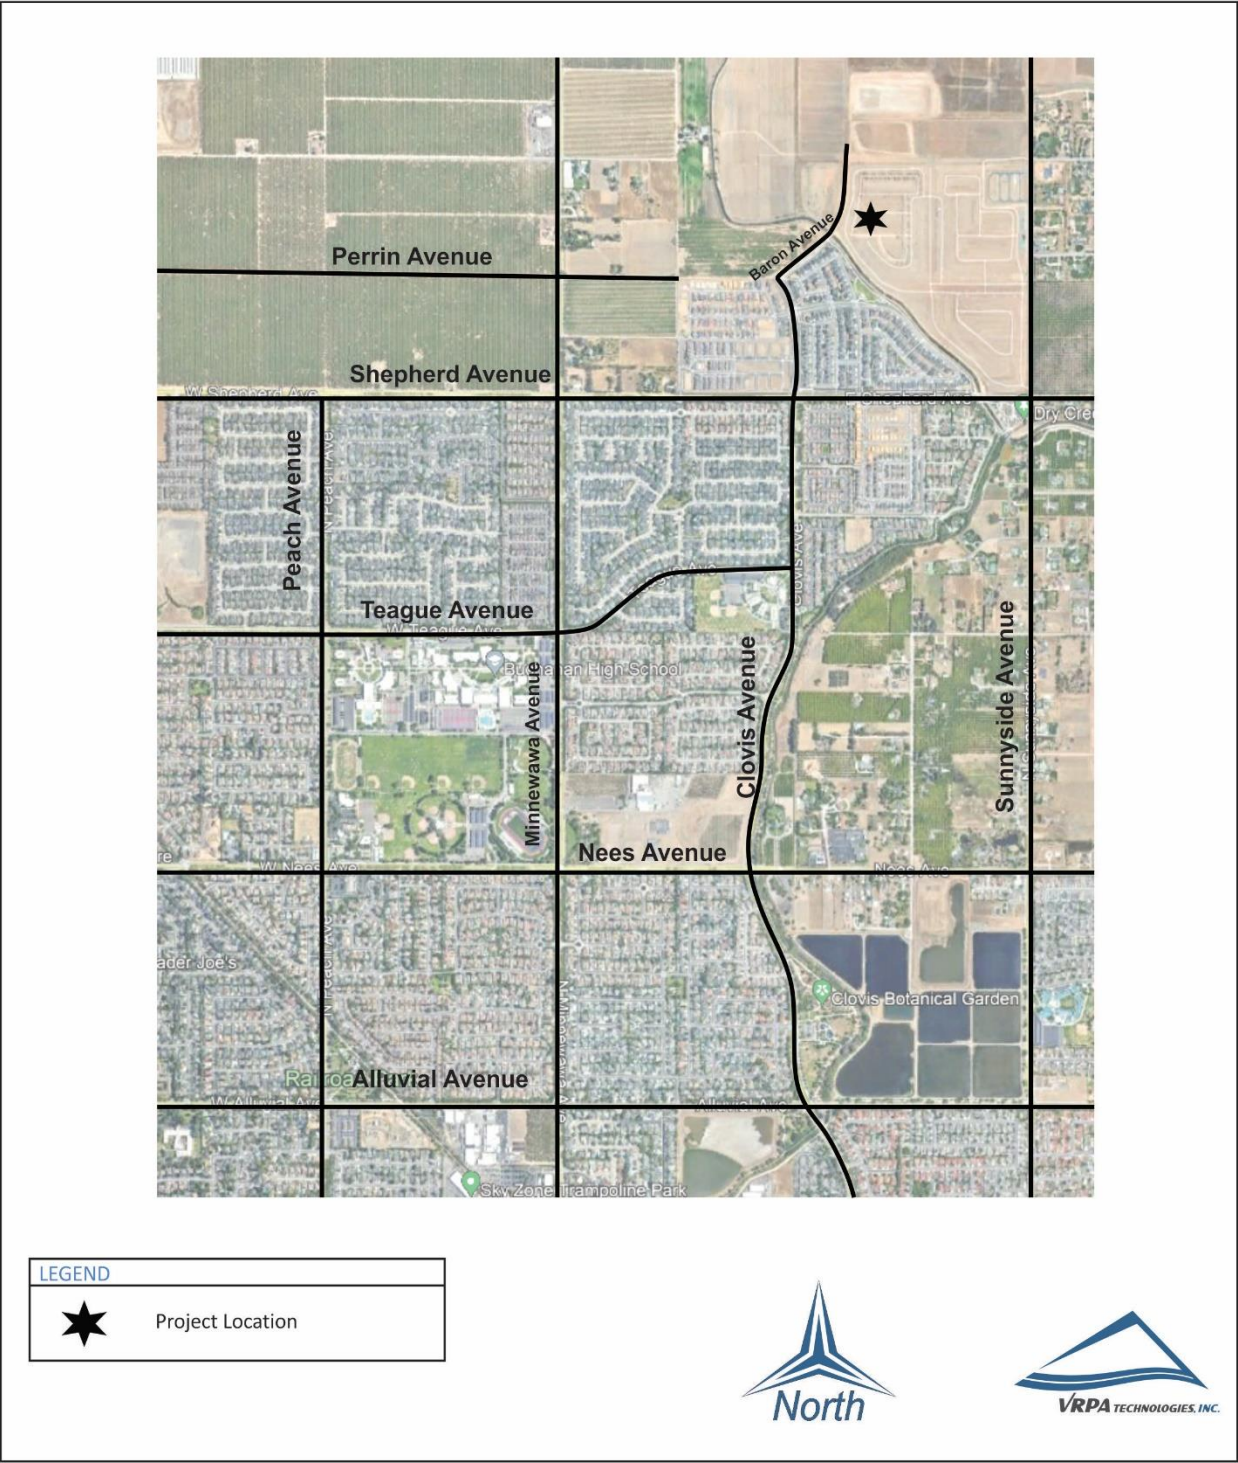 Perrin Avenue
Baron Avenue
Shepherd Avenue
W Shepherd Ave
E Shepherd Ave
Dry Cre
Peach Avenue
N Peach Ave
Clovis Ave
Teague Avenue
W Teague Ave
Buchanan High School
Minnewawa Avenue
Clovis Avenue
Sunnyside Avenue
Nees Avenue
re
W Nees Ave
Nees Ave
N Peach Ave
ader Joe's
Clovis Botanical Garden
Alluvial Avenue
W Alluvial Ave
Alluvial Ave
Sky Zone Trampoline Park
LEGEND
Project Location
North
VRPA TECHNOLOGIES, INC.